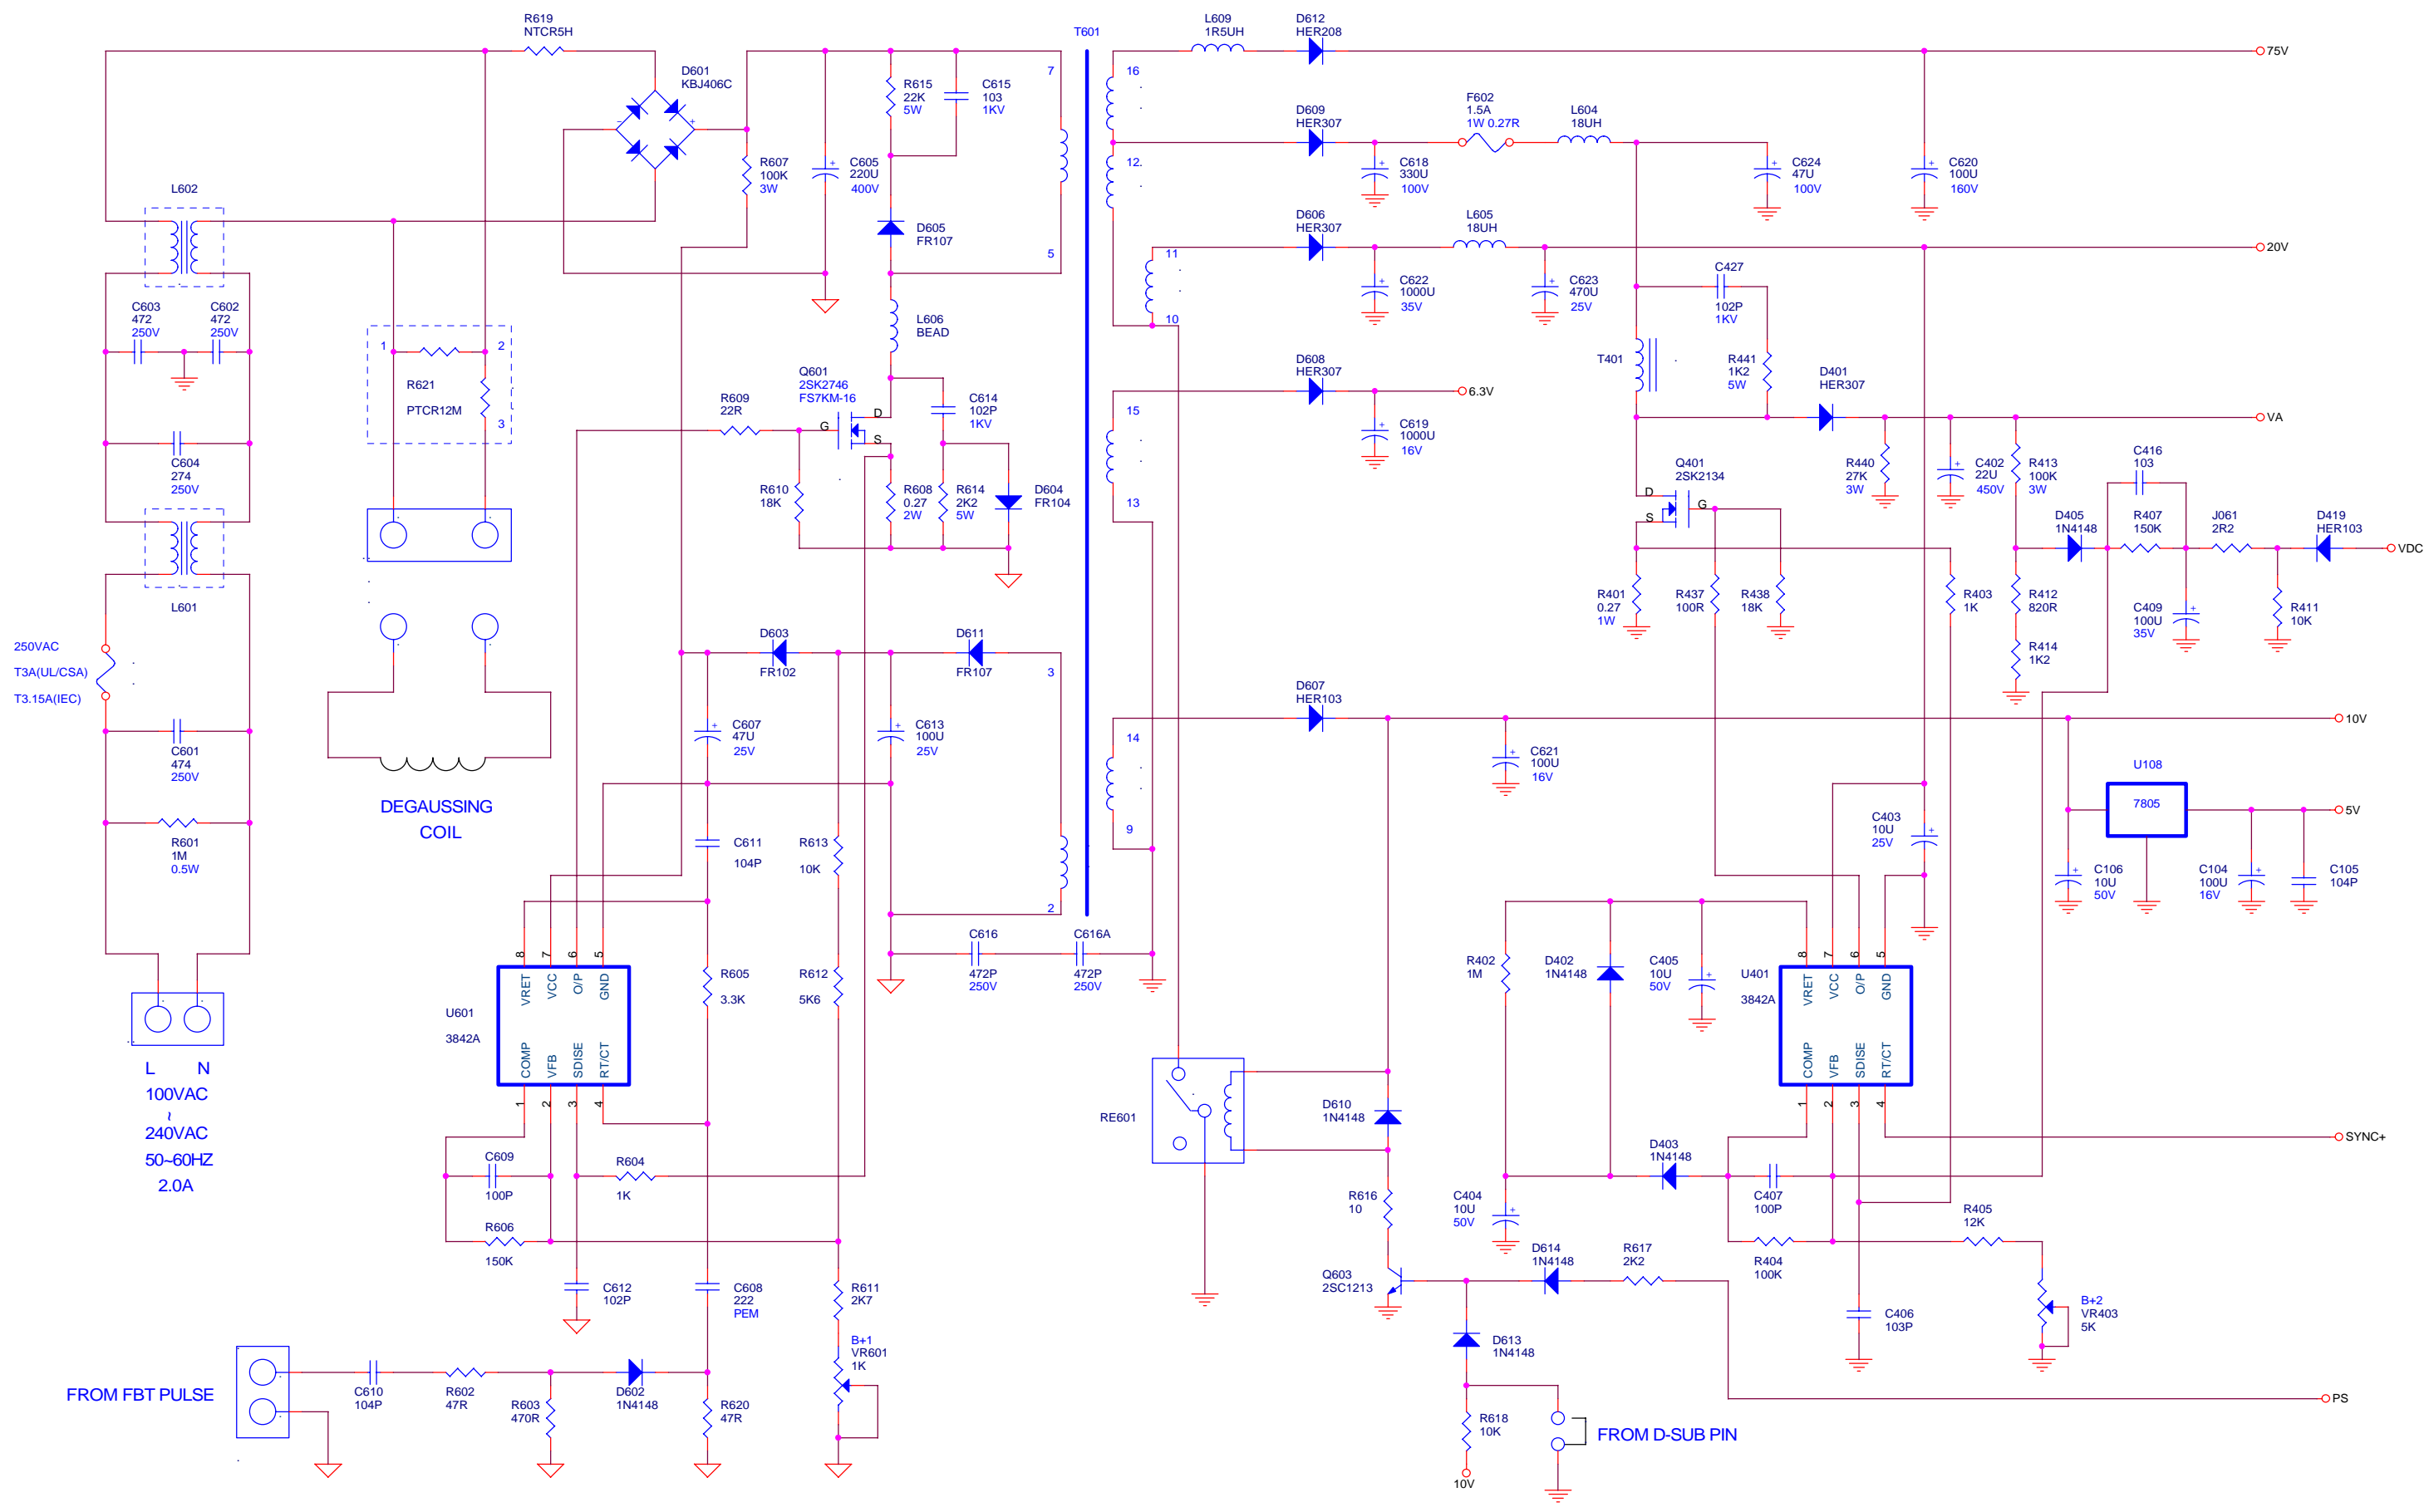 R619
NTCR5H
D601
KBJ406C
R615
22K
5W
C615
103
1KV
7
T601
16
L609
1R5UH
D612
HER208
75V
D609
HER307
F602
1.5A
1W 0.27R
L604
18UH
R607
100K
3W
C605
220U
400V
12.
C618
330U
100V
C624
47U
100V
C620
100U
160V
L602
D605
FR107
5
D606
HER307
L605
18UH
20V
11
10
C622
1000U
35V
C623
470U
25V
C427
102P
1KV
C603
472
250V
C602
472
250V
L606
BEAD
1
2
3
R621
PTCR12M
T401
R441
1K2
5W
D401
HER307
D608
HER307
6.3V
Q601
2SK2746
FS7KM-16
R609
22R
G
D
S
C614
102P
1KV
15
13
C619
1000U
16V
VA
C604
274
250V
R610
18K
R608
0.27
2W
R614
2K2
5W
D604
FR104
Q401
2SK2134
D
S
G
R440
27K
3W
C402
22U
450V
R413
100K
3W
C416
103
D405
1N4148
R407
150K
J061
2R2
D419
HER103
VDC
L601
R401
0.27
1W
R437
100R
R438
18K
R403
1K
R412
820R
C409
100U
35V
R411
10K
R414
1K2
250VAC
T3A(UL/CSA)
T3.15A(IEC)
D603
FR102
D611
FR107
3
D607
HER103
10V
C601
474
250V
C607
47U
25V
C613
100U
25V
14
9
C621
100U
16V
U108
7805
5V
DEGAUSSING
COIL
R601
1M
0.5W
C611
104P
R613
10K
2
C403
10U
25V
C106
10U
50V
C104
100U
16V
C105
104P
C616
472P
250V
C616A
472P
250V
R605
3.3K
R612
5K6
U601
3842A
8
7
6
5
VRET
VCC
O/P
GND
COMP
VFB
SDISE
RT/CT
1
2
3
4
R402
1M
D402
1N4148
C405
10U
50V
U401
3842A
8
7
6
5
VRET
VCC
O/P
GND
COMP
VFB
SDISE
RT/CT
1
2
3
4
L N
100VAC
~
240VAC
50~60HZ
2.0A
RE601
D610
1N4148
SYNC+
C609
100P
R604
1K
D403
1N4148
C407
100P
R606
150K
R616
10
C404
10U
50V
R404
100K
R405
12K
C612
102P
C608
222
PEM
R611
2K7
Q603
2SC1213
D614
1N4148
R617
2K2
C406
103P
B+2
VR403
5K
B+1
VR601
1K
D613
1N4148
FROM FBT PULSE
C610
104P
R602
47R
R603
470R
D602
1N4148
R620
47R
PS
R618
10K
FROM D-SUB PIN
10V